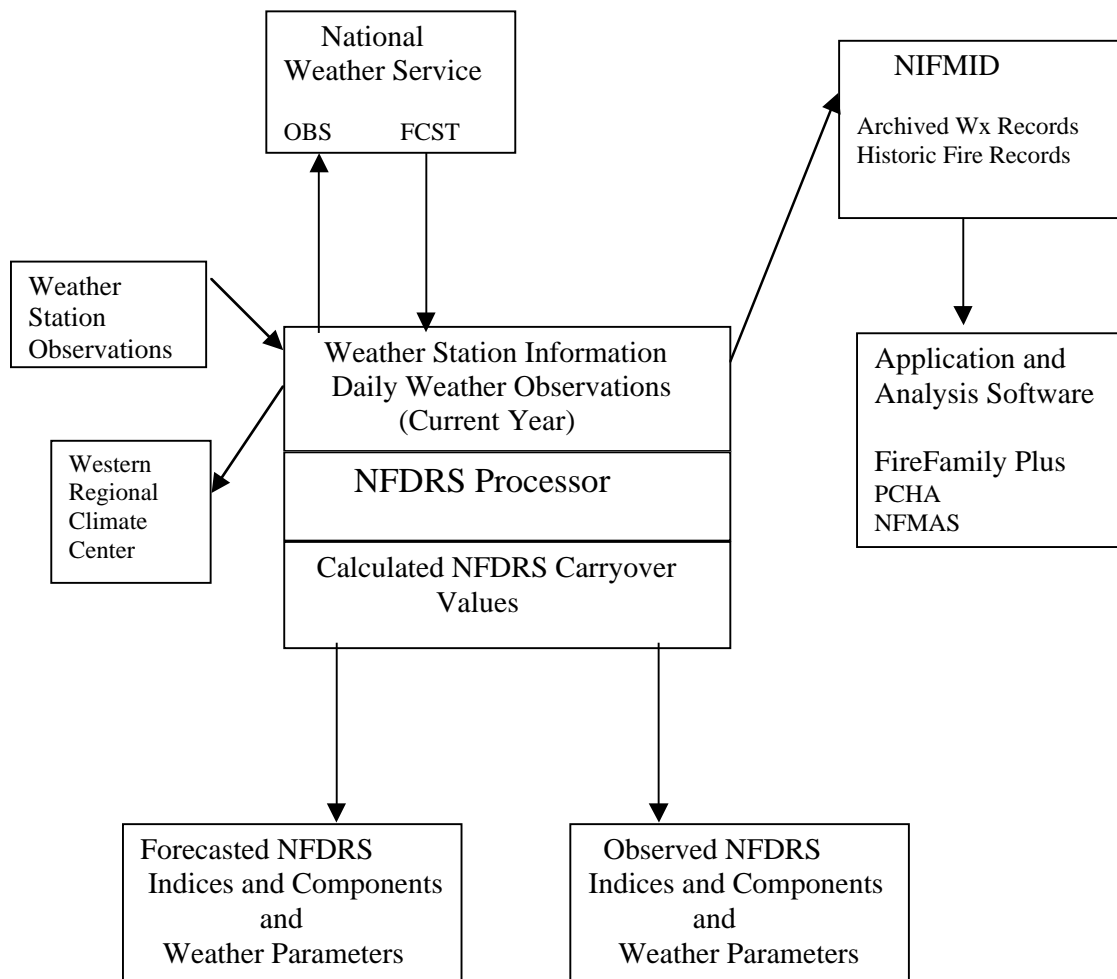 National
Weather Service
OBS FCST
NIFMID
Archived Wx Records
Historic Fire Records
Weather
Station
Observations
Weather Station Information
Daily Weather Observations
(Current Year)
Application and
Analysis Software
FireFamily Plus
PCHA
NFMAS
Western
Regional
Climate
Center
NFDRS Processor
Calculated NFDRS Carryover
Values
Forecasted NFDRS
Indices and Components
and
Weather Parameters
Observed NFDRS
Indices and Components
and
Weather Parameters